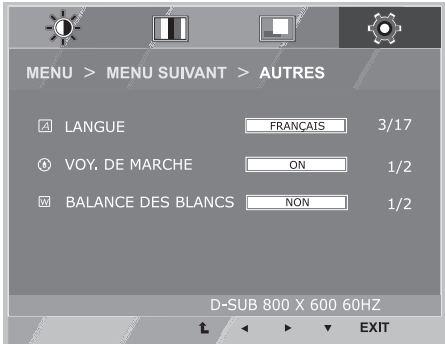 MENU > MENU SUIVANT > AUTRES
A LANGUE FRANÇAIS 3/17
VOY. DE MARCHE ON 1/2
W BALANCE DES BLANCS NON 1/2
D-SUB 800 X 600 60HZ
EXIT